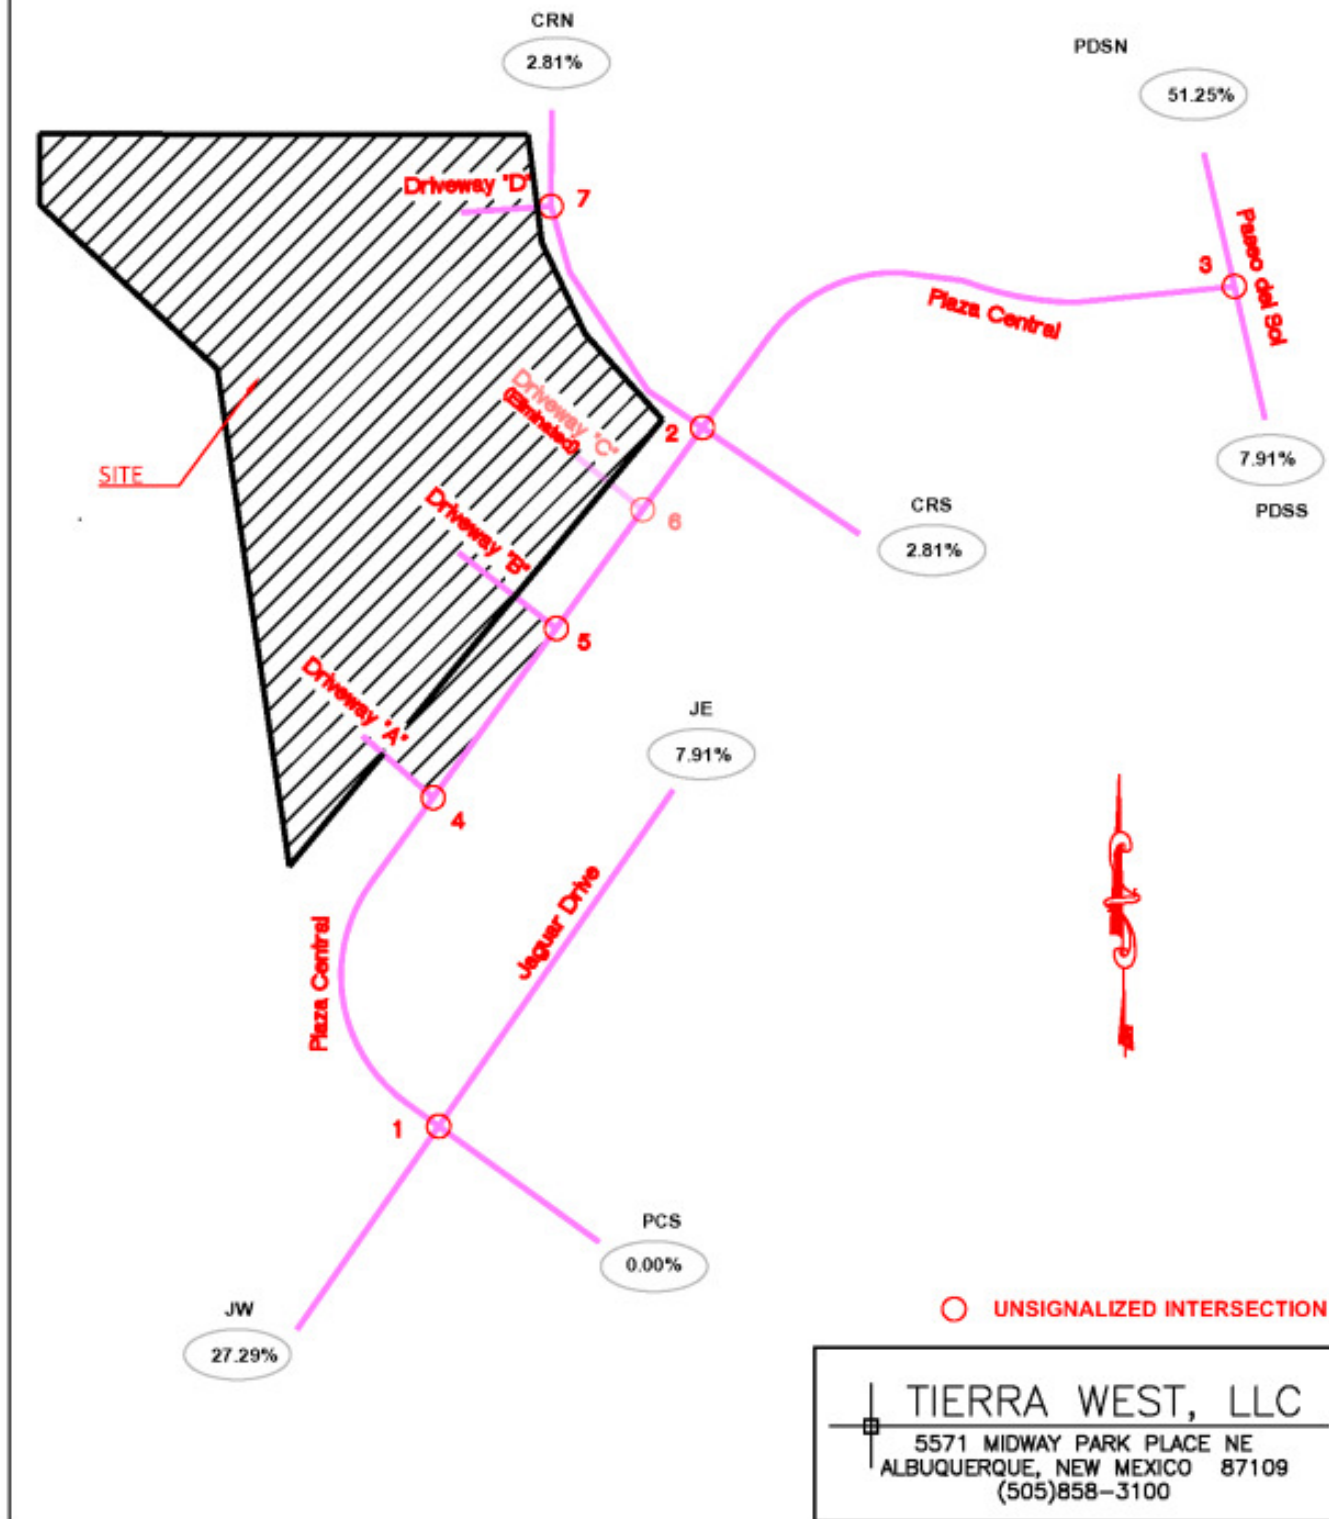 CRN
2.81%
PDSN
51.25%
Driveway "D"
7
Paseo del Sol
3
Plaza Central
Driveway "C"
(Eliminated)
2
7.91%
PDSS
SITE
6
CRS
2.81%
Driveway "B"
5
Driveway "A"
JE
7.91%
4
Jaguar Drive
Plaza Central
1
PCS
0.00%
JW
27.29%
UNSIGNALIZED INTERSECTION
TIERRA WEST, LLC
5571 MIDWAY PARK PLACE NE
ALBUQUERQUE, NEW MEXICO 87109
(505)858-3100